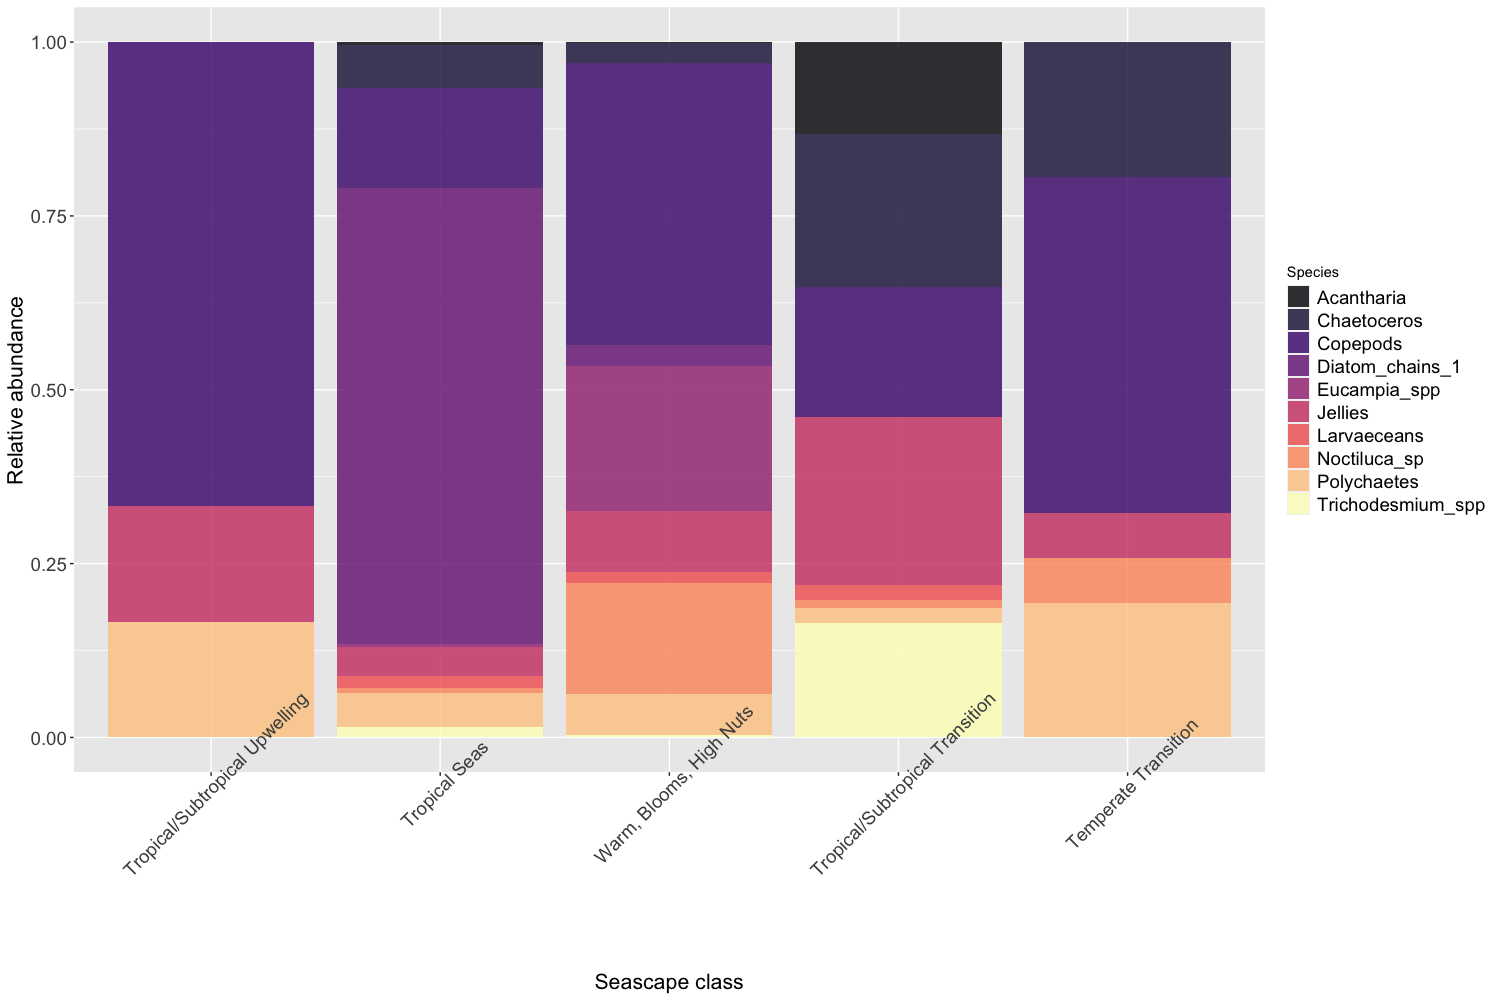 1.00
0.75
0.50
0.25
0.00
Relative abundance
Tropical/Subtropical Upwelling
Tropical Seas
Warm, Blooms, High Nuts
Tropical/Subtropical Transition
Temperate Transition
Seascape class
Species
Acantharia
Chaetoceros
Copepods
Diatom_chains_1
Eucampia_spp
Jellies
Larvaeceans
Noctiluca_sp
Polychaetes
Trichodesmium_spp